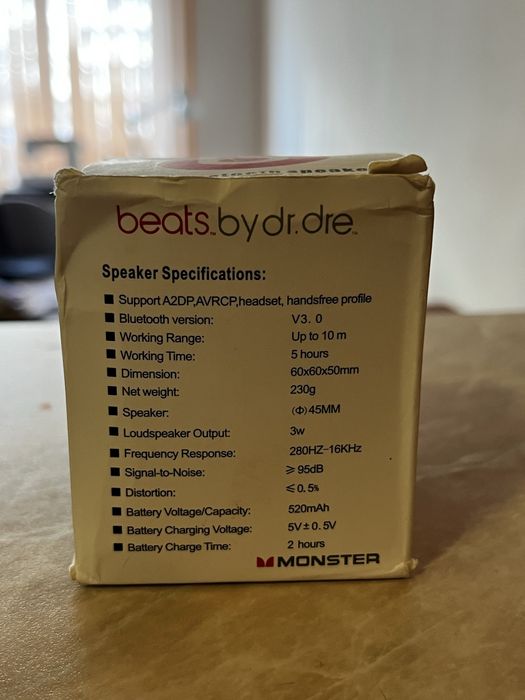 beats™ by dr. dre™
Speaker Specifications:
■ Support A2DP,AVRCP,headset, handsfree profile
■ Bluetooth version: V3. 0
■ Working Range: Up to 10 m
■ Working Time: 5 hours
■ Dimension: 60x60x50mm
■ Net weight: 230g
■ Speaker: (Φ)45MM
■ Loudspeaker Output: 3w
■ Frequency Response: 280HZ-16KHz
■ Signal-to-Noise: ≥95dB
■ Distortion: ≤0.5%
■ Battery Voltage/Capacity: 520mAh
■ Battery Charging Voltage: 5V±0.5V
■ Battery Charge Time: 2 hours
MONSTER